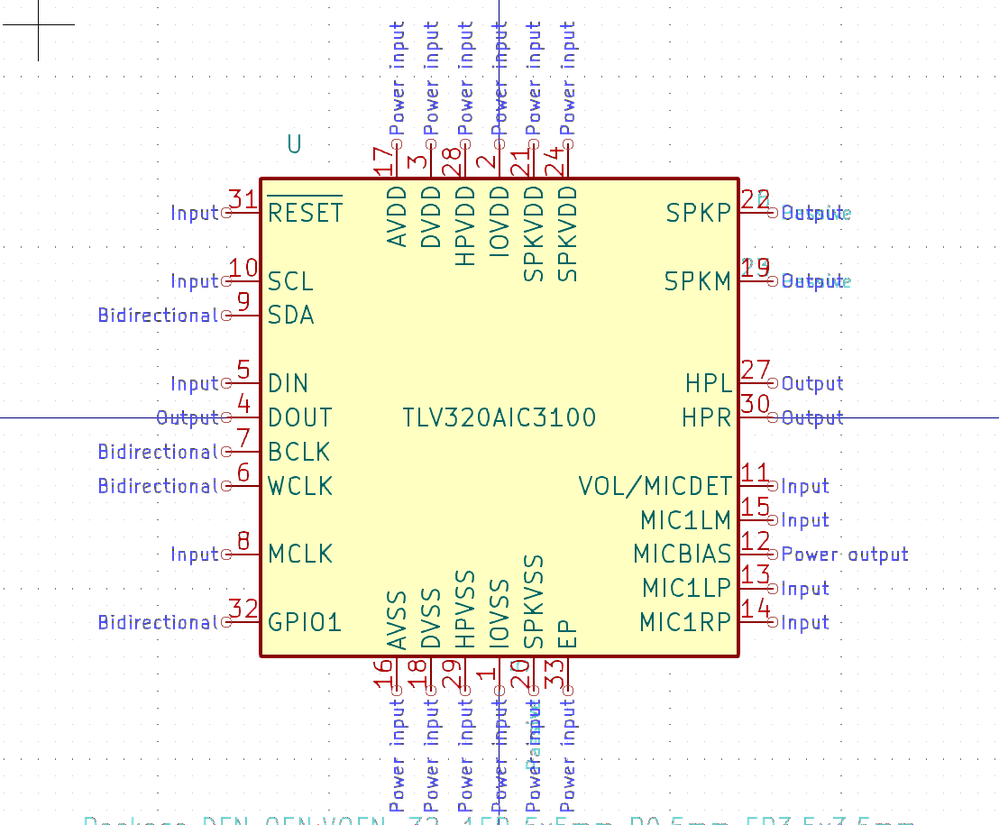 Power input Power input Power input Power input Power input Power input
U
17 3 28 2 21 24
AVDD DVDD HPVDD IOVDD SPKVDD SPKVDD
Input 31 RESET SPKP 22 Output Passive
Input 10 SCL SPKM 19 Output Passive
Bidirectional 9 SDA
Input 5 DIN HPL 27 Output
Output 4 DOUT TLV320AIC3100 HPR 30 Output
Bidirectional 7 BCLK
Bidirectional 6 WCLK VOL/MICDET 11 Input
MIC1LM 15 Input
Input 8 MCLK MICBIAS 12 Power output
MIC1LP 13 Input
Bidirectional 32 GPIO1 MIC1RP 14 Input
AVSS DVSS HPVSS IOVSS SPKVSS EP
16 18 29 1 20 33
Power input Power input Power input Power input Power input Passive Power input